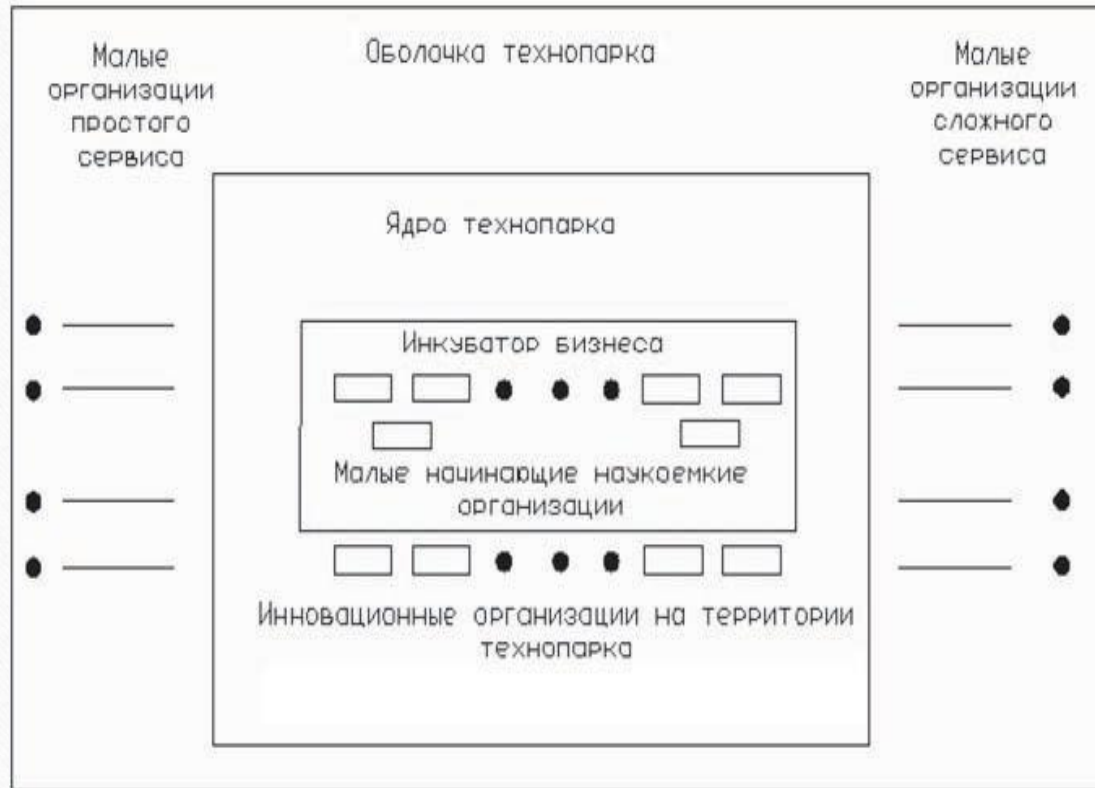 Оболочка технопарка
Малые
организации
простого
сервиса
Малые
организации
сложного
сервиса
Ядро технопарка
Инкубатор бизнеса
Малые начинающие наукоемкие
организации
Инновационные организации на территории
технопарка